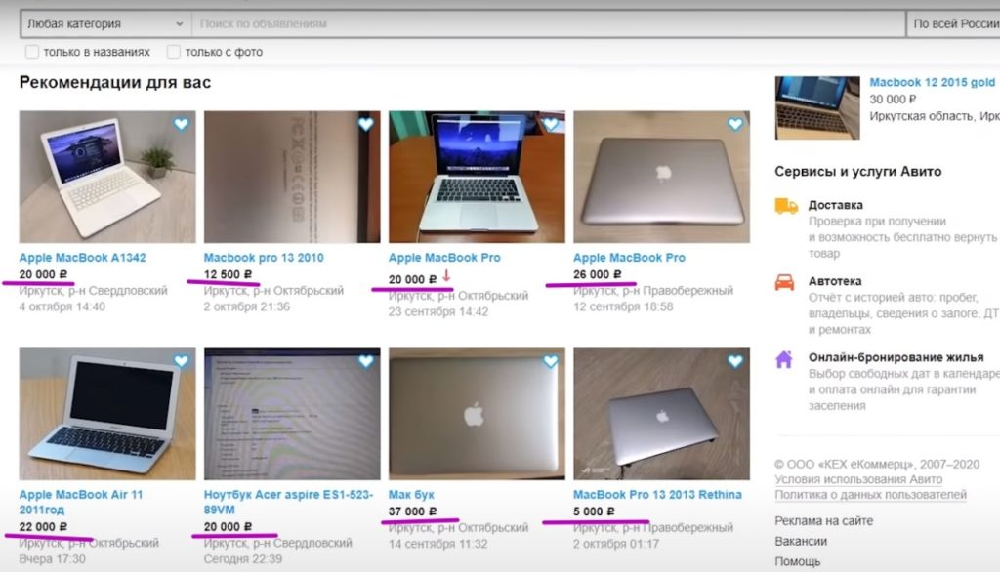 Любая категория
Поиск по объявлениям
По всей России
только в названиях
только с фото
Рекомендации для вас
Apple MacBook A1342
20 000 ₽
Иркутск, р-н Свердловский
4 октября 14:40
Macbook pro 13 2010
12 500 ₽
Иркутск, р-н Октябрьский
2 октября 21:36
Apple MacBook Pro
20 000 ₽
Иркутск, р-н Октябрьский
23 сентября 14:42
Apple MacBook Pro
26 000 ₽
Иркутск, р-н Правобережный
12 сентября 18:58
Apple MacBook Air 11
2011год
22 000 ₽
Иркутск, р-н Октябрьский
Вчера 17:30
Ноутбук Acer aspire ES1-523-
89VM
20 000 ₽
Иркутск, р-н Свердловский
Сегодня 22:39
Мак бук
37 000 ₽
Иркутск, р-н Октябрьский
14 сентября 11:32
MacBook Pro 13 2013 Rethina
5 000 ₽
Иркутск, р-н Правобережный
2 октября 01:17
Macbook 12 2015 gold
30 000 ₽
Иркутская область, Ирк
Сервисы и услуги Авито
Доставка
Проверка при получении
и возможность бесплатно вернуть
товар
Автотека
Отчёт с историей авто: пробег,
владельцы, сведения о залоге, ДТ
и ремонтах
Онлайн-бронирование жилья
Выбор свободных дат в календаре
и оплата онлайн для гарантии
заселения
© ООО «КЕХ еКоммерц», 2007–2020
Условия использования Авито
Политика о данных пользователей
Реклама на сайте
Вакансии
Помощь